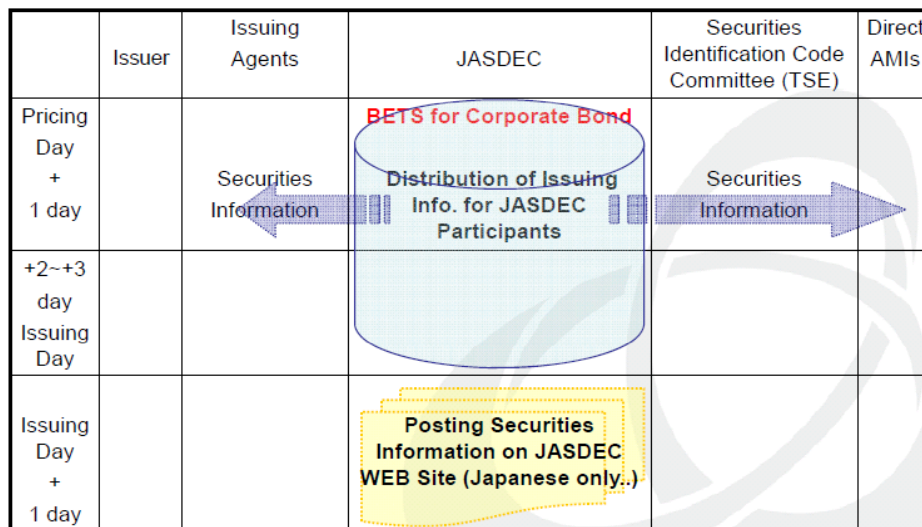 Issuer
Issuing
Agents
JASDEC
Securities
Identification Code
Committee (TSE)
Direct
AMIs
Pricing
Day
+
1 day
BETS for Corporate Bond
Securities
Information
Distribution of Issuing
Info. for JASDEC
Participants
Securities
Information
+2~+3
day
Issuing
Day
Issuing
Day
+
1 day
Posting Securities
Information on JASDEC
WEB Site (Japanese only..)